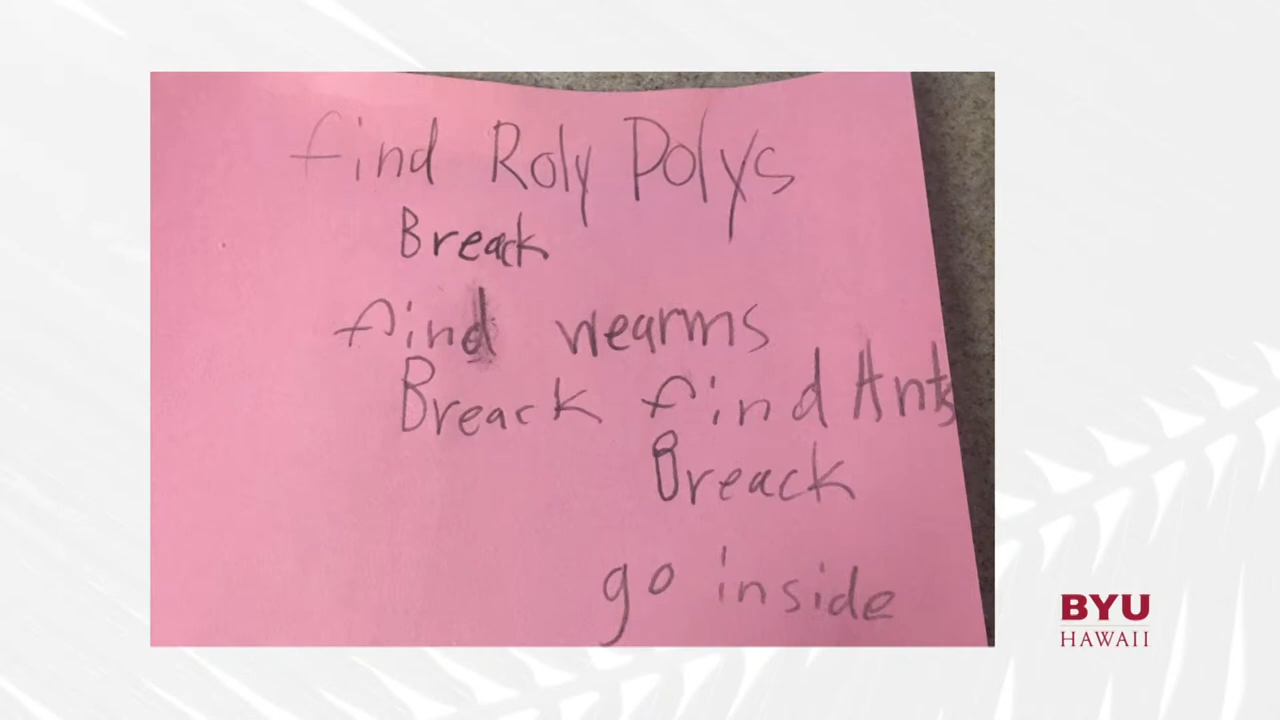 find Roly Polys
Breack
find wearms
Breack find Ants
Breack
go inside
BYU
HAWAII